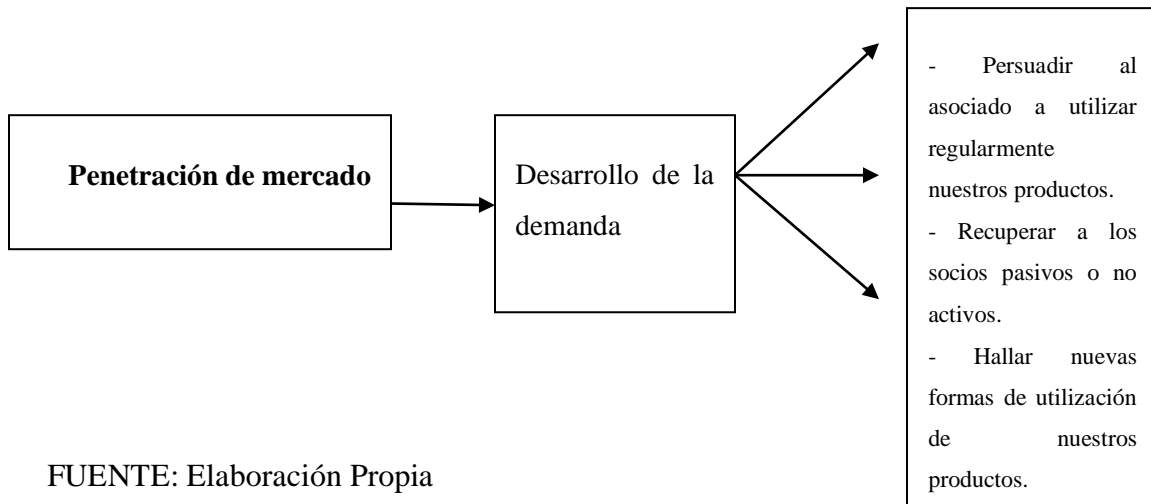 Penetración de mercado
Desarrollo de la
demanda
- Persuadir al
asociado a utilizar
regularmente
nuestros productos.
- Recuperar a los
socios pasivos o no
activos.
- Hallar nuevas
formas de utilización
de nuestros
productos.
FUENTE: Elaboración Propia